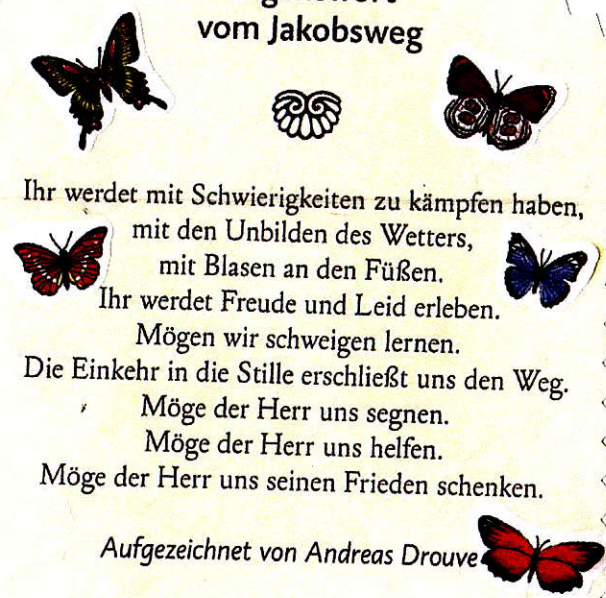 vom Jakobsweg
Ihr werdet mit Schwierigkeiten zu kämpfen haben,
mit den Unbilden des Wetters,
mit Blasen an den Füßen.
Ihr werdet Freude und Leid erleben.
Mögen wir schweigen lernen.
Die Einkehr in die Stille erschließt uns den Weg.
Möge der Herr uns segnen.
Möge der Herr uns helfen.
Möge der Herr uns seinen Frieden schenken.
Aufgezeichnet von Andreas Drouve